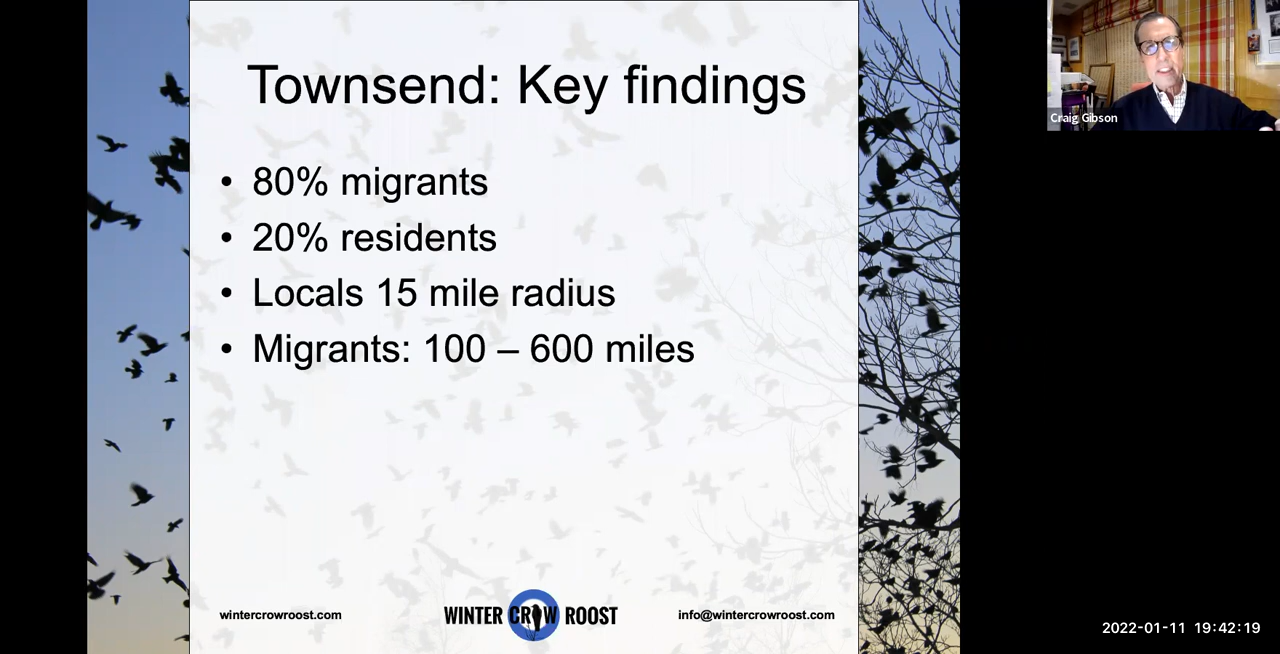 Townsend: Key findings
• 80% migrants
• 20% residents
• Locals 15 mile radius
• Migrants: 100 – 600 miles
wintercrowroost.com
WINTER CROW ROOST
info@wintercrowroost.com
Craig Gibson
2022-01-11 19:42:19